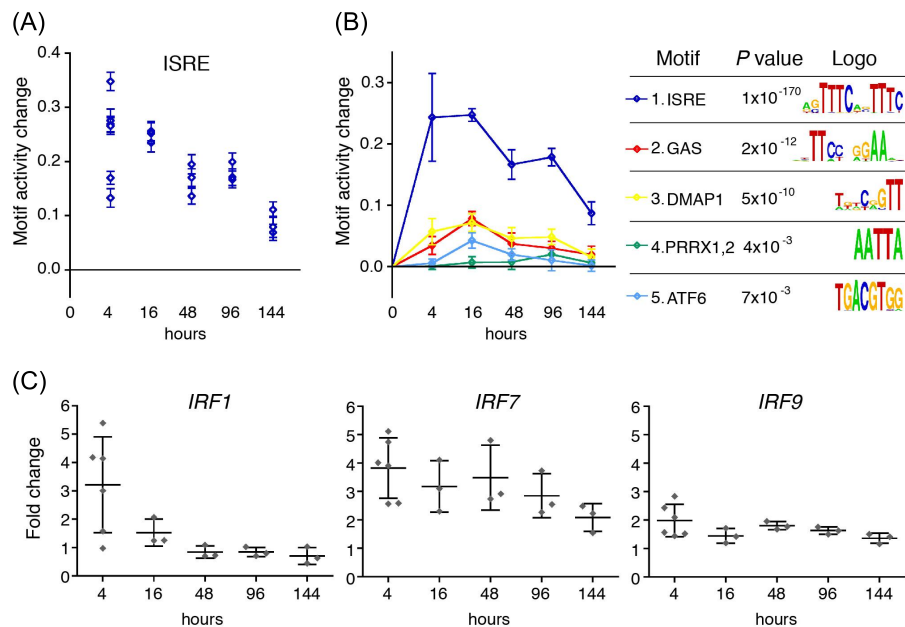 (A)
ISRE
Motif activity change
0.4
0.3
0.2
0.1
0.0
0 4 16 48 96 144
hours
(B)
Motif activity change
0.3
0.2
0.1
0.0
0 4 16 48 96 144
hours
Motif P value Logo
1. ISRE 1x10⁻¹⁷⁰
2. GAS 2x10⁻¹²
3. DMAP1 5x10⁻¹⁰
4.PRRX1,2 4x10⁻³ AATTA
5. ATF6 7x10⁻³ TGACGTGG
(C)
IRF1
Fold change
6
5
4
3
2
1
0
4 16 48 96 144
hours
IRF7
6
5
4
3
2
1
0
4 16 48 96 144
hours
IRF9
6
5
4
3
2
1
0
4 16 48 96 144
hours